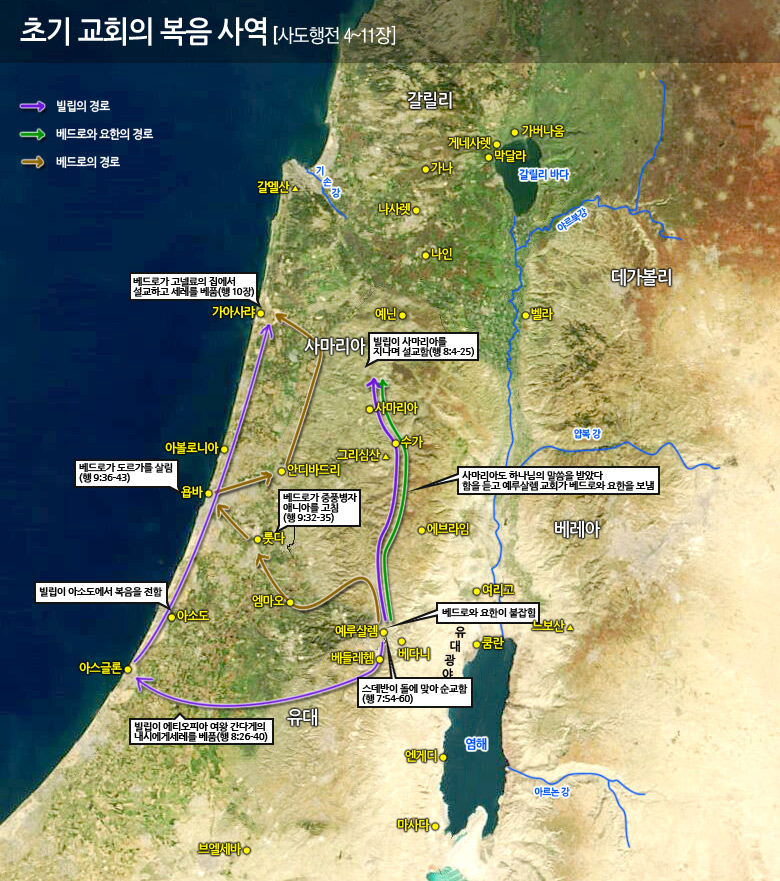 초기 교회의 복음 사역 [사도행전 4~11장]
빌립의 경로
베드로와 요한의 경로
베드로의 경로
갈릴리
가버나움
게네사렛
막달라
가나
갈릴리 바다
기손강
갈멜산
나사렛
야르묵강
나인
데가볼리
베드로가 고넬료의 집에서
설교하고 세례를 베풂(행 10장)
가이사랴
예닌
벨라
사마리아
빌립이 사마리아를
지나며 설교함(행 8:4-25)
사마리아
얍복 강
수가
아볼로니아
그리심산
베드로가 도르가를 살림
(행 9:36-43)
안디바드리
사마리아도 하나님의 말씀을 받았다
함을 듣고 예루살렘 교회가 베드로와 요한을 보냄
욥바
베드로가 중풍병자
애니아를 고침
(행 9:32-35)
에브라임
베레아
룻다
빌립이 아소도에서 복음을 전함
여리고
엠마오
베드로와 요한이 붙잡힘
아소도
느보산
예루살렘
유대광야
쿰란
베다니
베들레헴
아스글론
스데반이 돌에 맞아 순교함
(행 7:54-60)
유대
빌립이 에티오피아 여왕 간다게의
내시에게세례를 베풂(행 8:26-40)
염해
엔게디
아르논 강
마사다
브엘세바